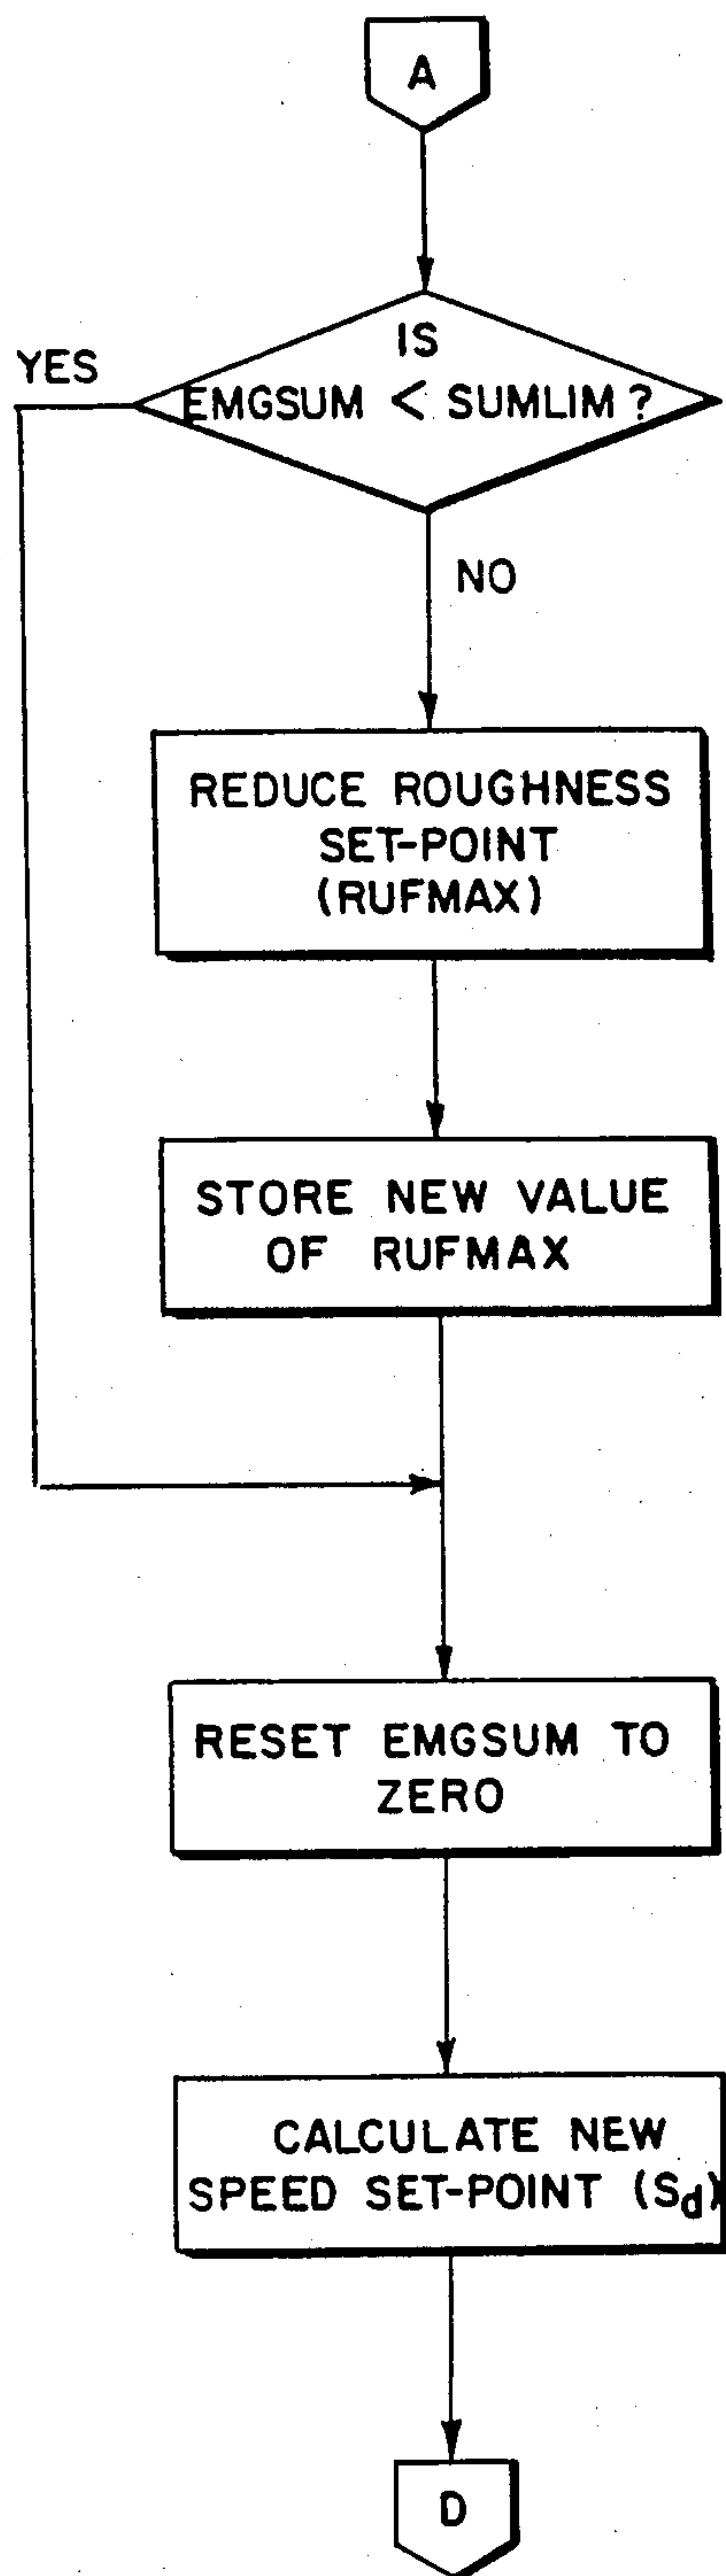 A
IS
YES
EMGSUM < SUMLIM?
NO
REDUCE ROUGHNESS
SET-POINT
(RUFMAX)
STORE NEW VALUE
OF RUFMAX
RESET EMGSUM TO
ZERO
CALCULATE NEW
SPEED SET-POINT (Sd)
D